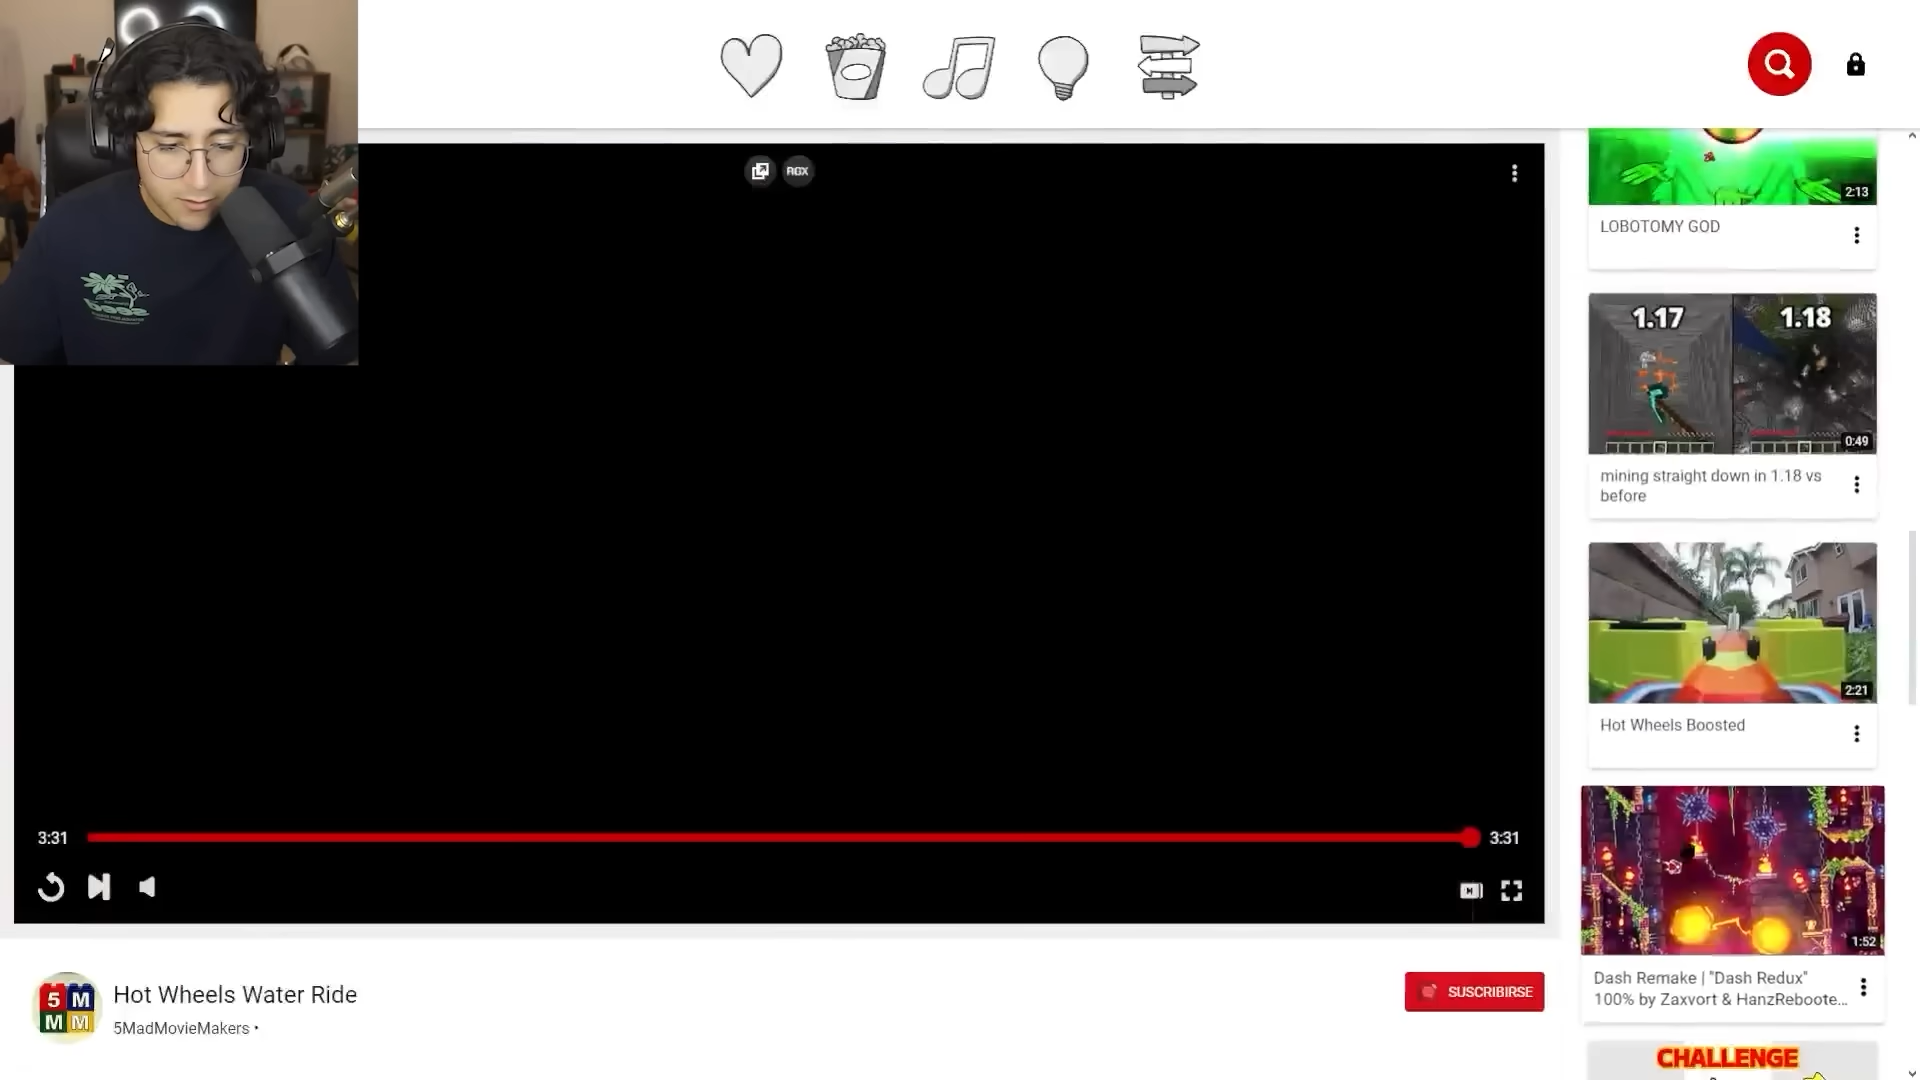 RGX
2:13
LOBOTOMY GOD
1.17
1.18
0:49
mining straight down in 1.18 vs
before
2:21
Hot Wheels Boosted
3:31
3:31
1:52
Dash Remake | "Dash Redux"
100% by Zaxvort & HanzReboote...
5 M
M M
Hot Wheels Water Ride
5MadMovieMakers •
SUSCRIBIRSE
CHALLENGE